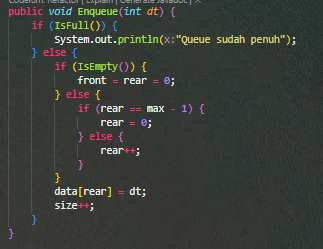 Codeium: Refactor | Explain | Generate Javadoc | ×
public void Enqueue(int dt) {
if (IsFull()) {
System.out.println(x:"Queue sudah penuh");
} else {
if (IsEmpty()) {
front = rear = 0;
} else {
if (rear == max - 1) {
rear = 0;
} else {
rear++;
}
}
data[rear] = dt;
size++;
}
}